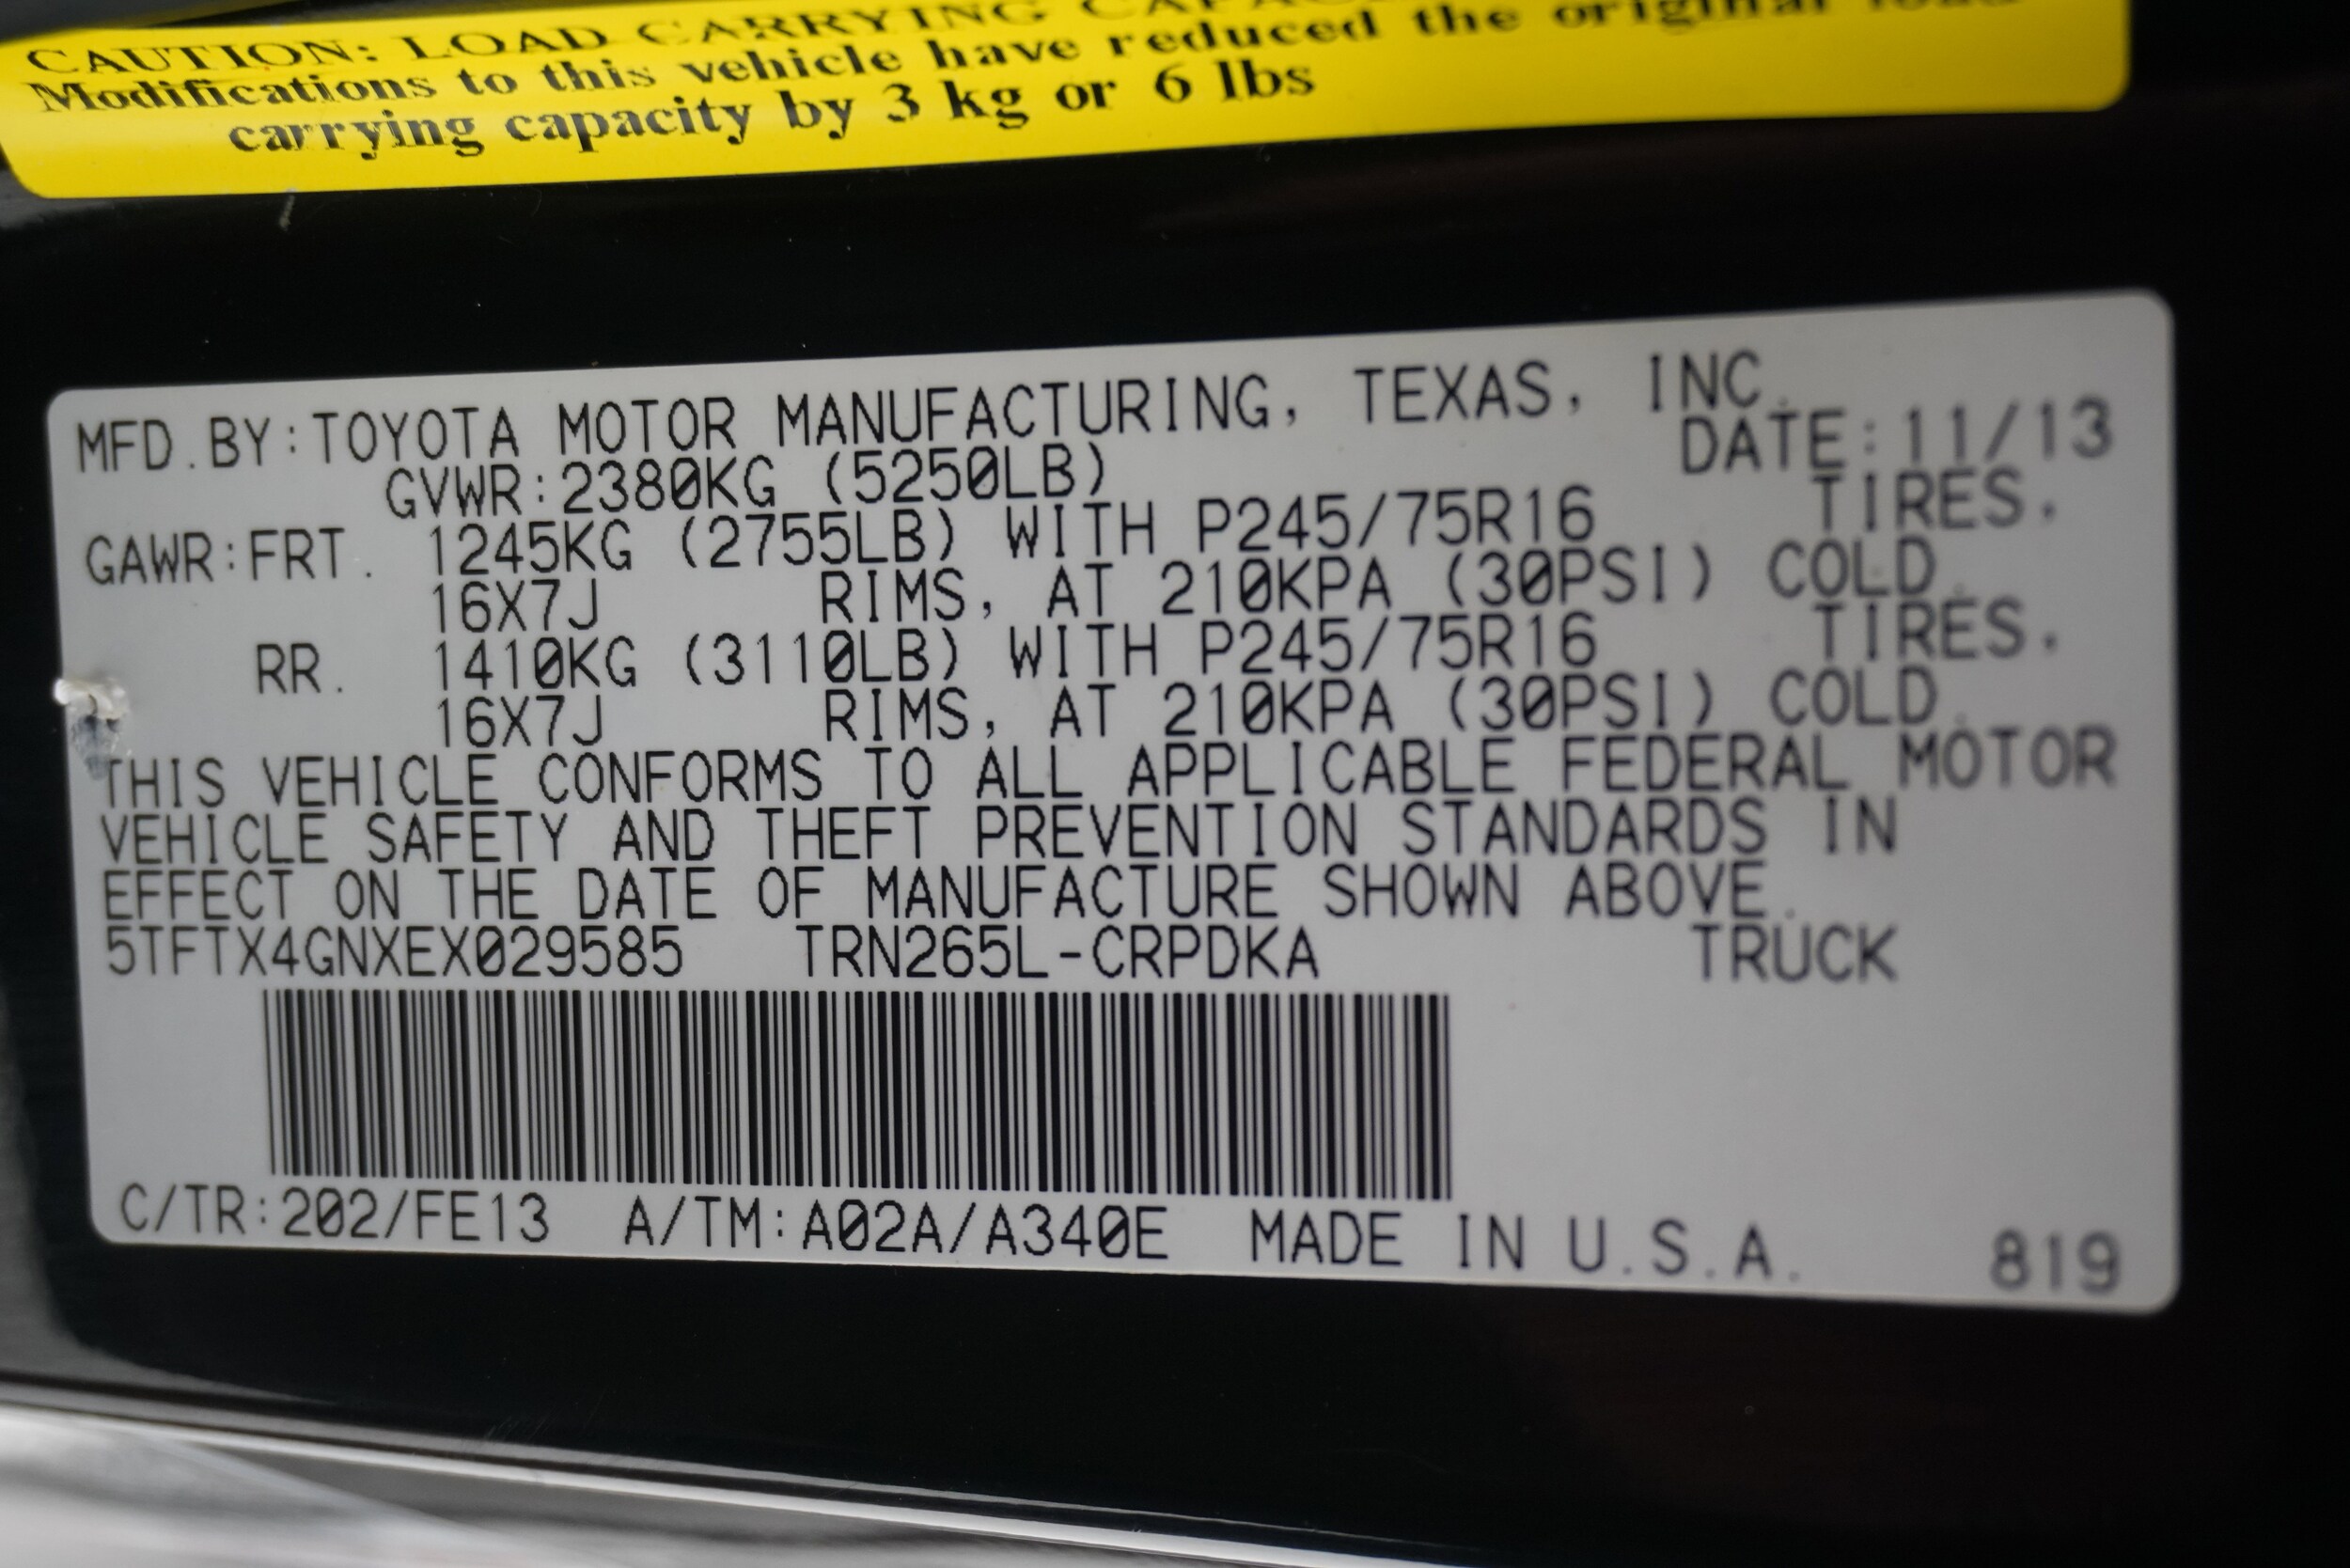 CAUTION: LOAD CARRYING
Modifications to this vehicle have reduced the original load
carrying capacity by 3 kg or 6 lbs
MFD.BY:TOYOTA MOTOR MANUFACTURING, TEXAS, INC.
GVWR:2380KG (5250LB) DATE:11/13
GAWR:FRT. 1245KG (2755LB) WITH P245/75R16 TIRES,
16X7J RIMS, AT 210KPA (30PSI) COLD.
RR. 1410KG (3110LB) WITH P245/75R16 TIRES,
16X7J RIMS, AT 210KPA (30PSI) COLD.
THIS VEHICLE CONFORMS TO ALL APPLICABLE FEDERAL MOTOR
VEHICLE SAFETY AND THEFT PREVENTION STANDARDS IN
EFFECT ON THE DATE OF MANUFACTURE SHOWN ABOVE.
5TFTX4GNXEX029585 TRN265L-CRPDKA TRUCK
C/TR:202/FE13 A/TM:A02A/A340E MADE IN U.S.A. 819